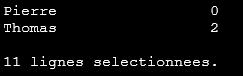 Pierre 0
Thomas 2
11 lignes selectionnees.